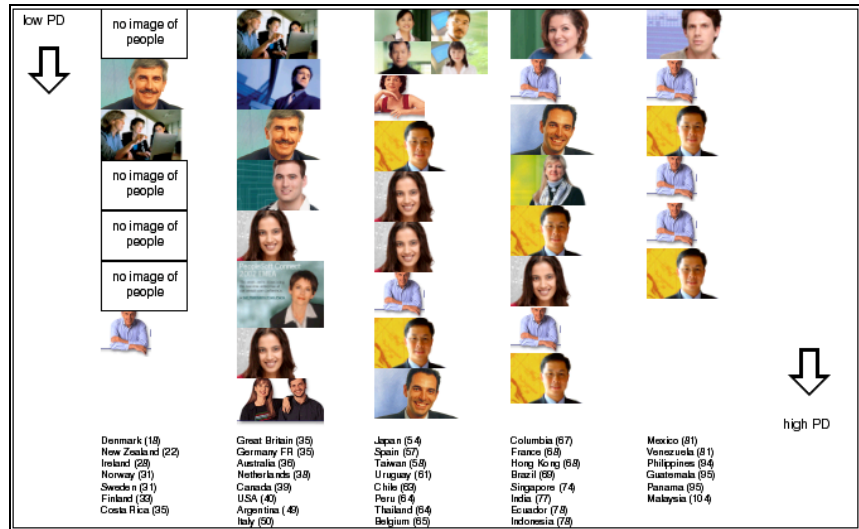 low PD
no image of
people
no image of
people
no image of
people
no image of
people
high PD
Denmark (18)
New Zealand (22)
Ireland (28)
Norway (31)
Sweden (31)
Finland (33)
Costa Rica (35)
Great Britain (35)
Germany FR (35)
Australia (36)
Netherlands (38)
Canada (39)
USA (40)
Argentina (49)
Italy (50)
Japan (54)
Spain (57)
Taiwan (58)
Uruguay (61)
Chile (63)
Peru (64)
Thailand (64)
Belgium (65)
Columbia (67)
France (68)
Hong Kong (68)
Brazil (69)
Singapore (74)
India (77)
Ecuador (78)
Indonesia (78)
Mexico (81)
Venezuela (81)
Philippines (94)
Guatemala (95)
Panama (95)
Malaysia (104)